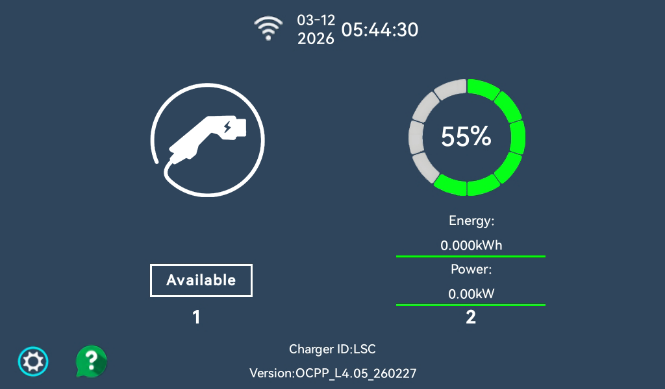 03-12
2026 05:44:30
55%
Energy:
0.000kWh
Available
Power:
0.00kW
1
2
?
Charger ID:LSC
Version:OCPP_L4.05_260227